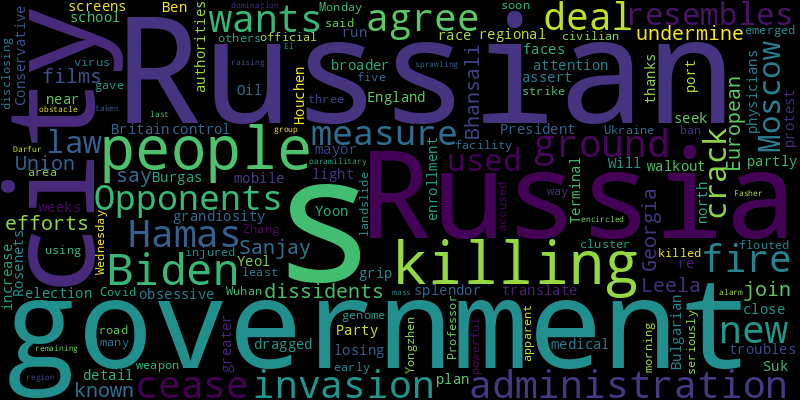 Russian
Russia
government
city
s
people
killing
wants
agree
deal
resembles
undermine
Moscow
European
crack
ground
measure
used
law
Union
films
near
say
Burgas
Opponents
Hamas
Sanjay
Biden
dissidents
invasion
cease
administration
new
fire
join
Leela
Georgia
Bhansali
efforts
known
screens
school
Ben
authorities
Conservative
disclosing
virus
gave
Oil
others
official
El
raising
domination
Monday
said
run
race
regional
soon
civilian
sprawling
broader
five
faces
attention
assert
strike
three
England
thanks
port
emerged
physicians
protest
seek
ban
Houchen
Britain
control
mayor
President
Ukraine
facility
group
last
taken
obstacle
Darfur
area
paramilitary
mobile
light
landslide
enrollment
Will
walkout
partly
Terminal
way
accused
encircled
north
Fasher
weeks
Wednesday
grandiosity
Yoon
Zhang
injured
Yeol
least
grip
cluster
killed
re
flouted
increase
Rosenets
using
Election
Covid
obsessive
Wuhan
mass
splendor
translate
alarm
close
troubles
Suk
seriously
Bulgarian
morning
apparent
medical
powerful
Professor
plan
Yongzhen
genome
Party
losing
early
dragged
greater
weapon
road
many
detail
remaining
region